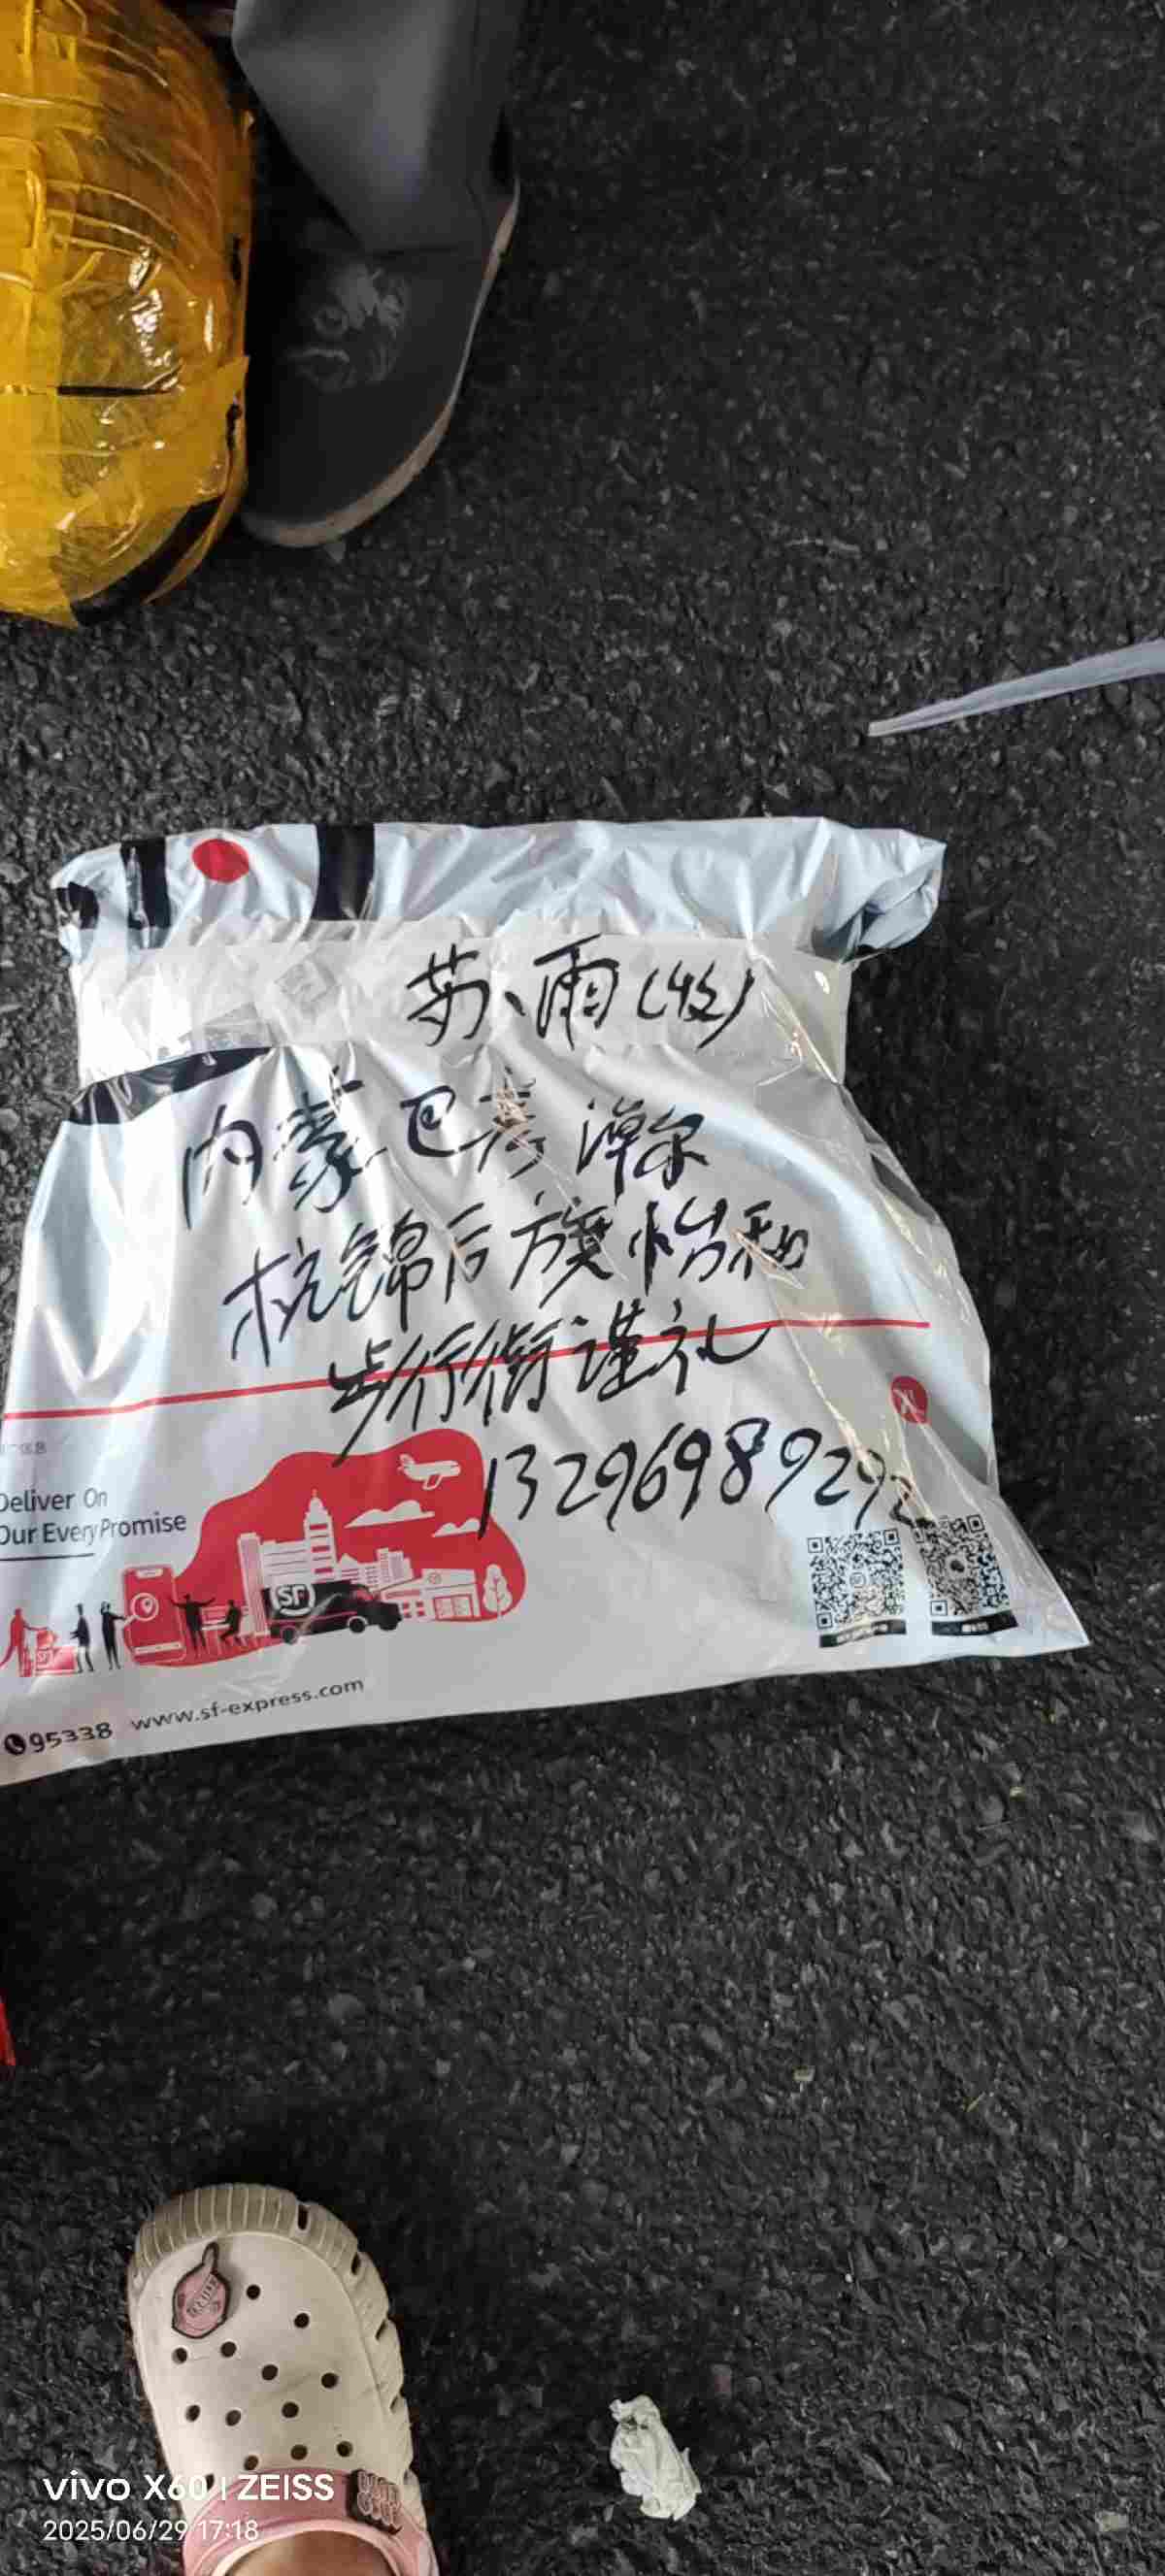 苏雨(收)
内蒙巴彦淖尔
杭锦后旗怡和
步行街谨礼
13296989292
Deliver On
Our Every Promise
SF
95338 www.sf-express.com
vivo X60 | ZEISS
2025/06/29 17:18